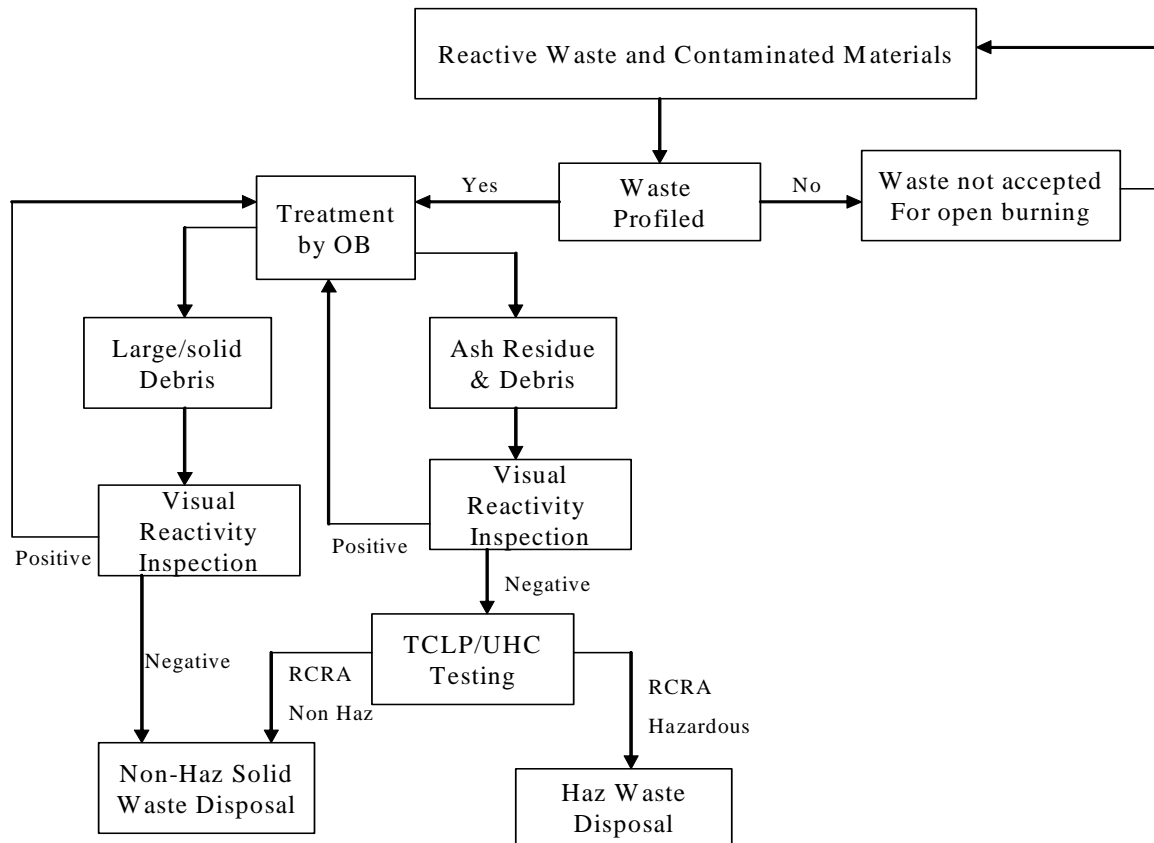 Reactive Waste and Contaminated Materials
Yes
Waste
Profiled
No
Waste not accepted
For open burning
Treatment
by OB
Large/solid
Debris
Ash Residue
& Debris
Visual
Reactivity
Inspection
Positive
Visual
Reactivity
Inspection
Positive
Negative
Negative
TCLP/UHC
Testing
RCRA
Non Haz
RCRA
Hazardous
Non-Haz Solid
Waste Disposal
Haz Waste
Disposal